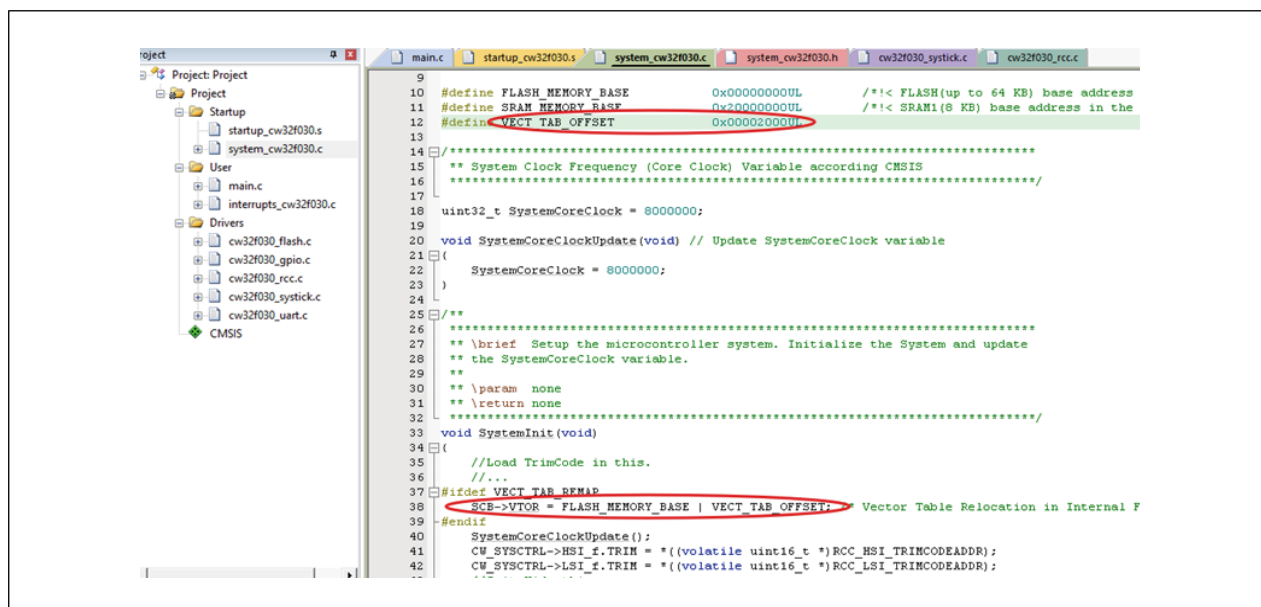 roject
Project: Project
Project
Startup
startup_cw32f030.s
system_cw32f030.c
User
main.c
interrupts_cw32f030.c
Drivers
cw32f030_flash.c
cw32f030_gpio.c
cw32f030_rcc.c
cw32f030_systick.c
cw32f030_uart.c
CMSIS
main.c startup_cw32f030.s system_cw32f030.c system_cw32f030.h cw32f030_systick.c cw32f030_rcc.c
9
10 #define FLASH_MEMORY_BASE 0x00000000UL /*!< FLASH(up to 64 KB) base address
11 #define SRAM_MEMORY_BASE 0x20000000UL /*!< SRAM1(8 KB) base address in the
12 #define VECT_TAB_OFFSET 0x00002000UL
13
14 /******************************************************************************
15 ** System Clock Frequency (Core Clock) Variable according CMSIS
16 ******************************************************************************/
17
18 uint32_t SystemCoreClock = 8000000;
19
20 void SystemCoreClockUpdate(void) // Update SystemCoreClock variable
21 {
22 SystemCoreClock = 8000000;
23 }
24
25 /**
26 ******************************************************************************
27 ** \brief Setup the microcontroller system. Initialize the System and update
28 ** the SystemCoreClock variable.
29 **
30 ** \param none
31 ** \return none
32 ******************************************************************************/
33 void SystemInit(void)
34 {
35 //Load TrimCode in this.
36 //...
37 #ifdef VECT_TAB_REMAP
38 SCB->VTOR = FLASH_MEMORY_BASE | VECT_TAB_OFFSET; /* Vector Table Relocation in Internal F
39 #endif
40 SystemCoreClockUpdate();
41 CW_SYSCTRL->HSI_f.TRIM = *((volatile uint16_t *)RCC_HSI_TRIMCODEADDR);
42 CW_SYSCTRL->LSI_f.TRIM = *((volatile uint16_t *)RCC_LSI_TRIMCODEADDR);